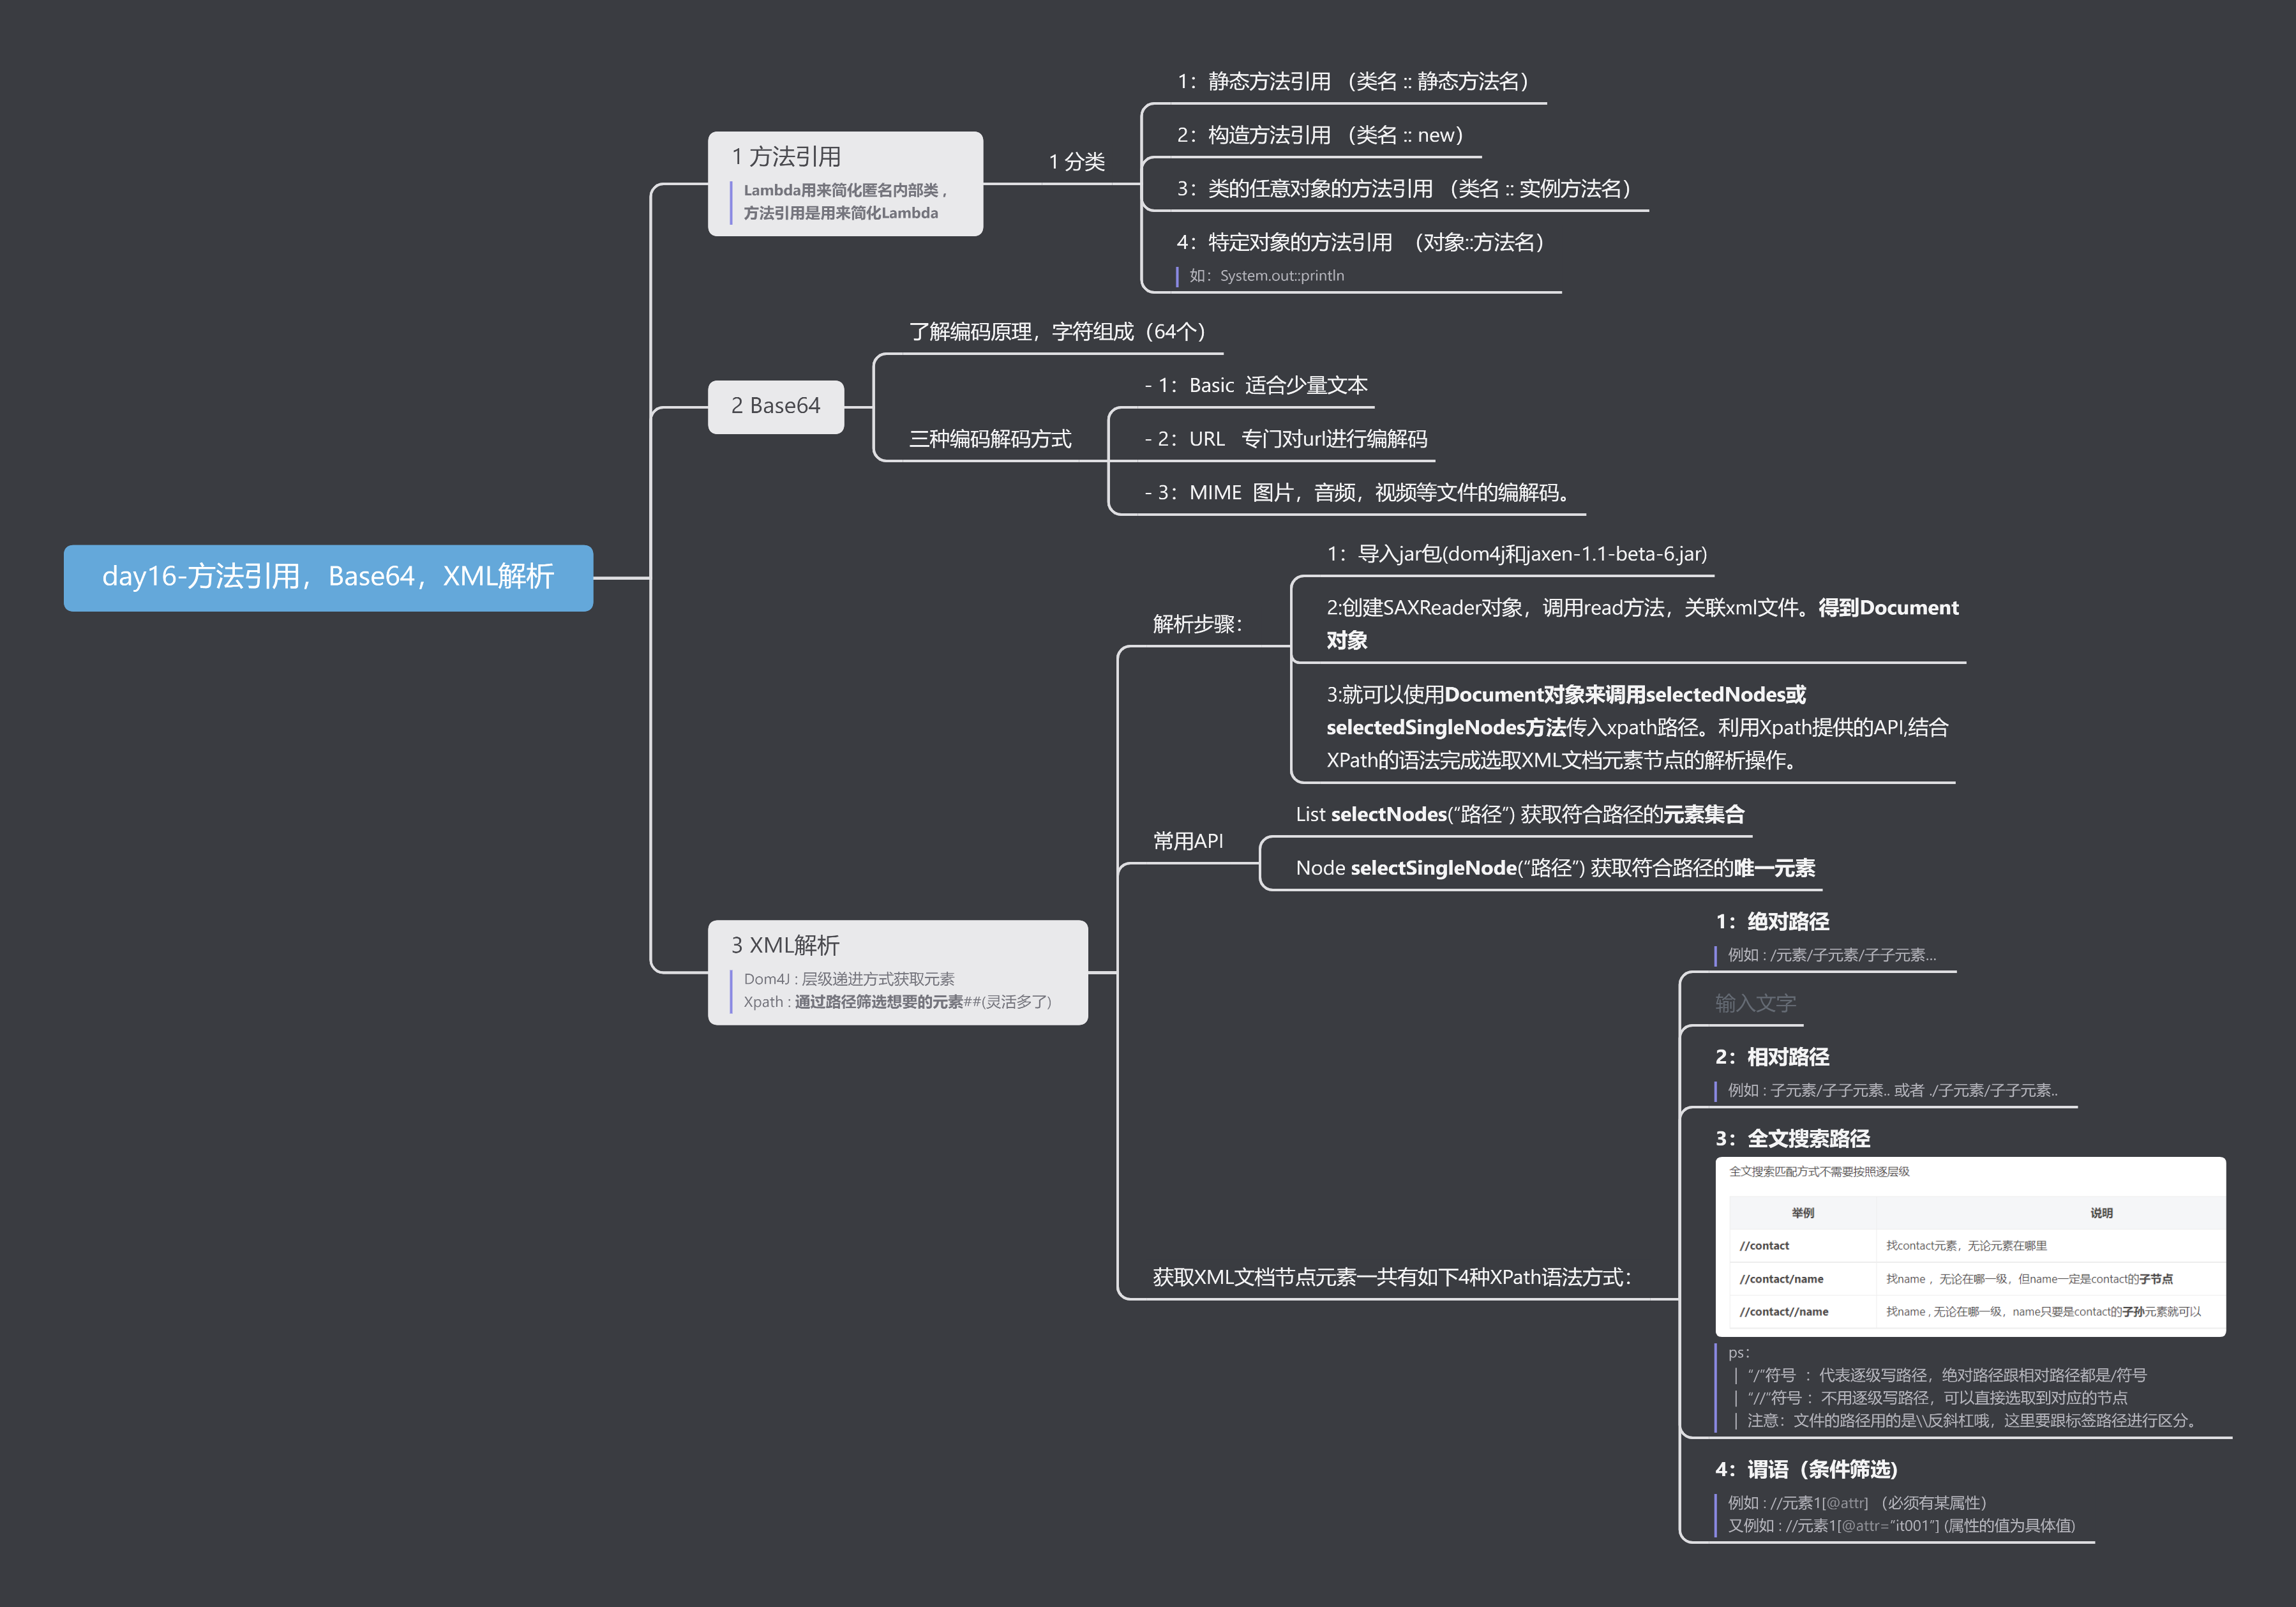 day16-方法引用，Base64，XML解析
1 方法引用
Lambda用来简化匿名内部类 ,
方法引用是用来简化Lambda
1 分类
1：静态方法引用 （类名 :: 静态方法名）
2：构造方法引用 （类名 :: new）
3：类的任意对象的方法引用 （类名 :: 实例方法名）
4：特定对象的方法引用 （对象::方法名）
如：System.out::println
2 Base64
了解编码原理，字符组成（64个）
三种编码解码方式
- 1：Basic 适合少量文本
- 2：URL 专门对url进行编解码
- 3：MIME 图片，音频，视频等文件的编解码。
3 XML解析
Dom4J : 层级递进方式获取元素
Xpath : 通过路径筛选想要的元素##(灵活多了)
解析步骤：
1：导入jar包(dom4j和jaxen-1.1-beta-6.jar)
2:创建SAXReader对象，调用read方法，关联xml文件。得到Document
对象
3:就可以使用Document对象来调用selectedNodes或
selectedSingleNodes方法传入xpath路径。利用Xpath提供的API,结合
XPath的语法完成选取XML文档元素节点的解析操作。
常用API
List selectNodes(“路径”) 获取符合路径的元素集合
Node selectSingleNode(“路径”) 获取符合路径的唯一元素
获取XML文档节点元素一共有如下4种XPath语法方式：
1：绝对路径
例如 : /元素/子元素/子子元素...
输入文字
2：相对路径
例如 : 子元素/子子元素.. 或者 ./子元素/子子元素..
3：全文搜索路径
全文搜索匹配方式不需要按照逐层级
举例 说明
//contact 找contact元素，无论元素在哪里
//contact/name 找name ，无论在哪一级，但name一定是contact的子节点
//contact//name 找name , 无论在哪一级，name只要是contact的子孙元素就可以
ps：
| “/”符号 ：代表逐级写路径，绝对路径跟相对路径都是/符号
| “//”符号 ：不用逐级写路径，可以直接选取到对应的节点
| 注意：文件的路径用的是\\反斜杠哦，这里要跟标签路径进行区分。
4：谓语（条件筛选)
例如 : //元素1[@attr] （必须有某属性）
又例如 : //元素1[@attr=”it001”] (属性的值为具体值)